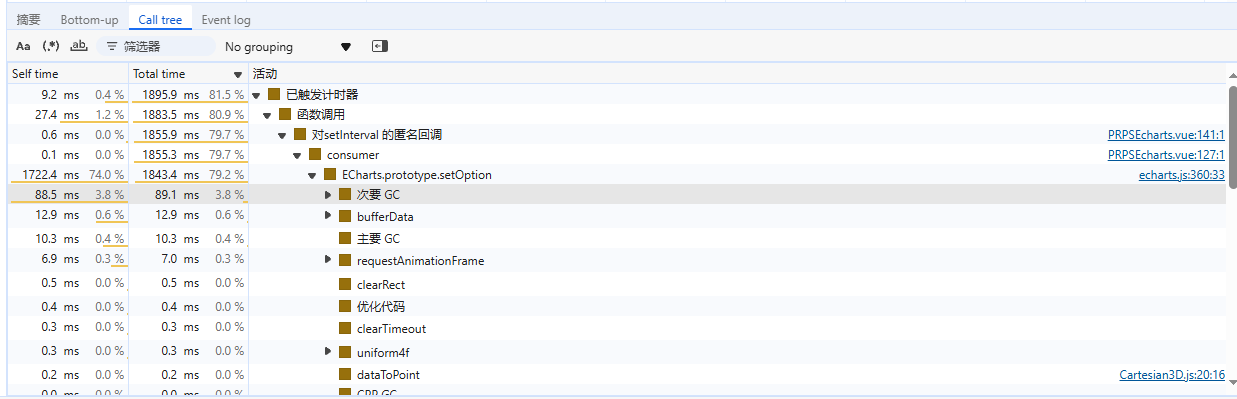 摘要 Bottom-up Call tree Event log
Aa (.*) ab 筛选器 No grouping
Self time Total time 活动
9.2 ms 0.4 % 1895.9 ms 81.5 % 已触发计时器
27.4 ms 1.2 % 1883.5 ms 80.9 % 函数调用
0.6 ms 0.0 % 1855.9 ms 79.7 % 对setInterval 的匿名回调 PRPSEcharts.vue:141:1
0.1 ms 0.0 % 1855.3 ms 79.7 % consumer PRPSEcharts.vue:127:1
1722.4 ms 74.0 % 1843.4 ms 79.2 % ECharts.prototype.setOption echarts.js:360:33
88.5 ms 3.8 % 89.1 ms 3.8 % 次要 GC
12.9 ms 0.6 % 12.9 ms 0.6 % bufferData
10.3 ms 0.4 % 10.3 ms 0.4 % 主要 GC
6.9 ms 0.3 % 7.0 ms 0.3 % requestAnimationFrame
0.5 ms 0.0 % 0.5 ms 0.0 % clearRect
0.4 ms 0.0 % 0.4 ms 0.0 % 优化代码
0.3 ms 0.0 % 0.3 ms 0.0 % clearTimeout
0.3 ms 0.0 % 0.3 ms 0.0 % uniform4f
0.2 ms 0.0 % 0.2 ms 0.0 % dataToPoint Cartesian3D.js:20:16